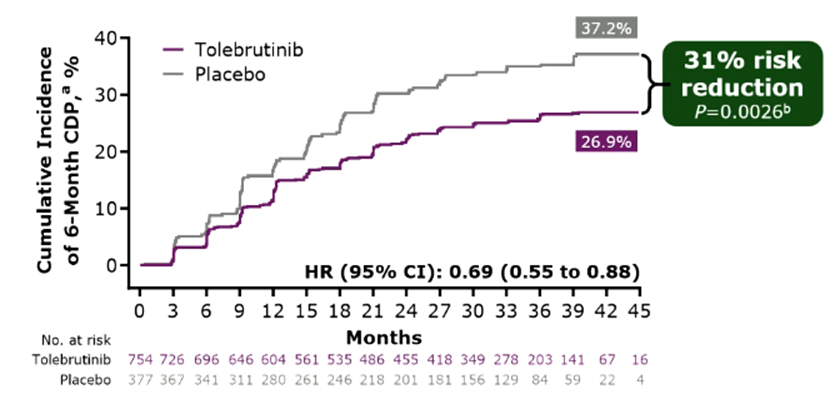 37.2%
40
Tolebrutinib
Placebo
31% risk
reduction
P=0.0026ᵇ
30
20
26.9%
10
0
Cumulative Incidence
of 6-Month CDP,ᵃ %
HR (95% CI): 0.69 (0.55 to 0.88)
0 3 6 9 12 15 18 21 24 27 30 33 36 39 42 45
Months
No. at risk
Tolebrutinib 754 726 696 646 604 561 535 486 455 418 349 278 203 141 67 16
Placebo 377 367 341 311 280 261 246 218 201 181 156 129 84 59 22 4